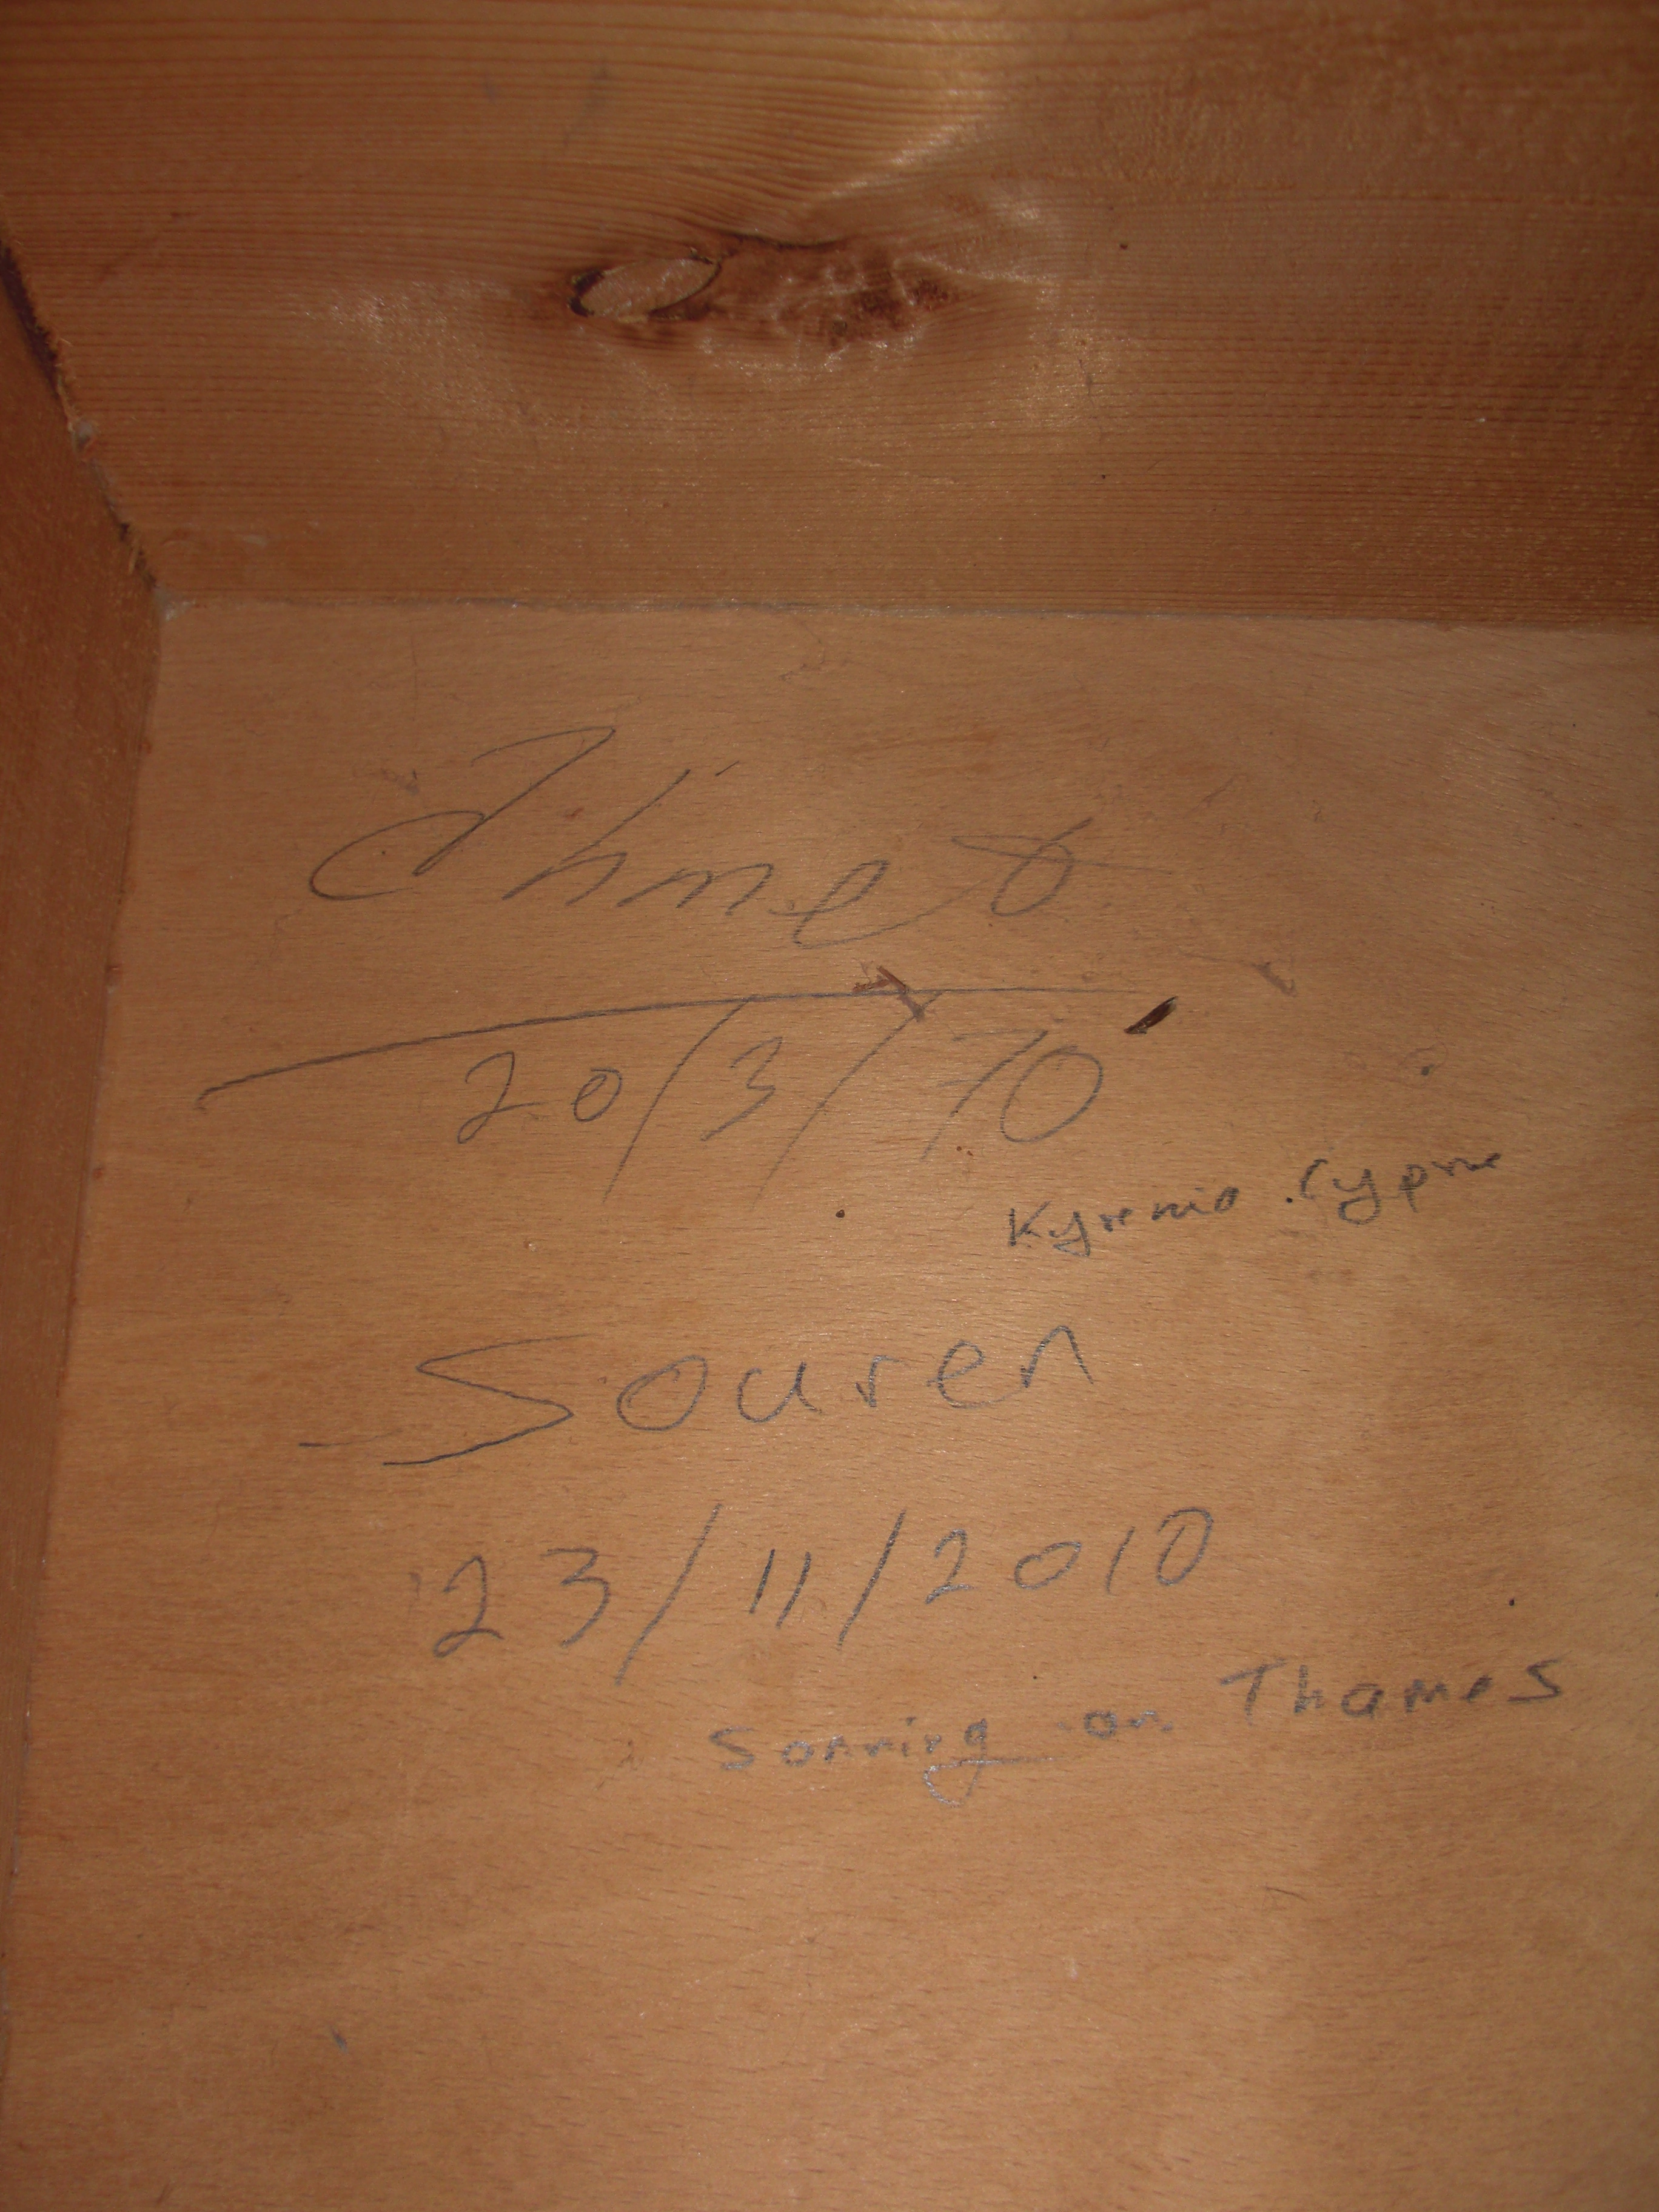 Ahmet
20/3/70
Kyrenia. Cyprus
Souren
23/11/2010
Sonning on Thames